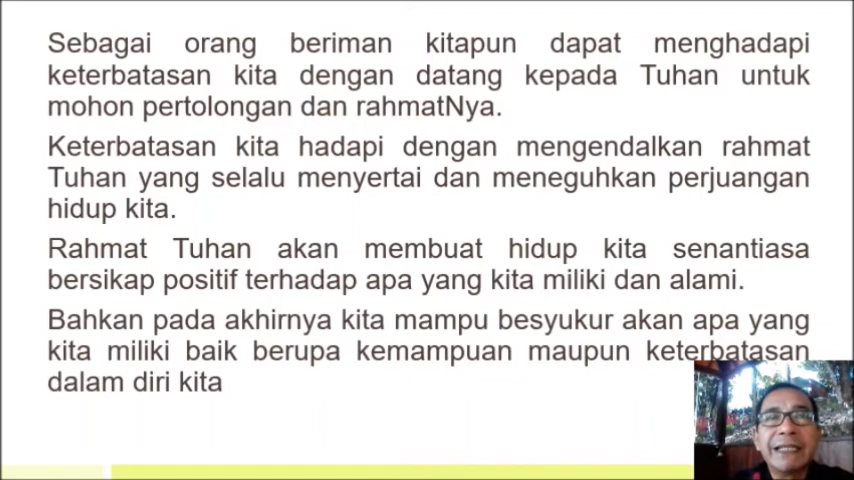 Sebagai orang beriman kitapun dapat menghadapi
keterbatasan kita dengan datang kepada Tuhan untuk
mohon pertolongan dan rahmatNya.
Keterbatasan kita hadapi dengan mengendalkan rahmat
Tuhan yang selalu menyertai dan meneguhkan perjuangan
hidup kita.
Rahmat Tuhan akan membuat hidup kita senantiasa
bersikap positif terhadap apa yang kita miliki dan alami.
Bahkan pada akhirnya kita mampu besyukur akan apa yang
kita miliki baik berupa kemampuan maupun keterbatasan
dalam diri kita